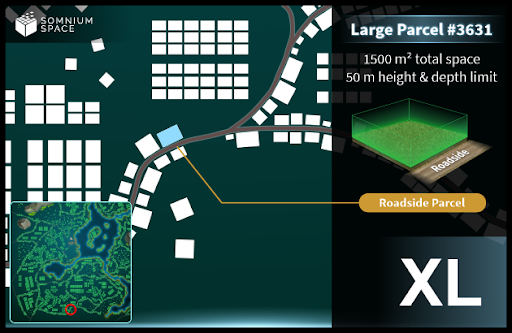 SOMNIUM
SPACE
Large Parcel #3631
1500 m² total space
50 m height & depth limit
Roadside
Roadside Parcel
XL